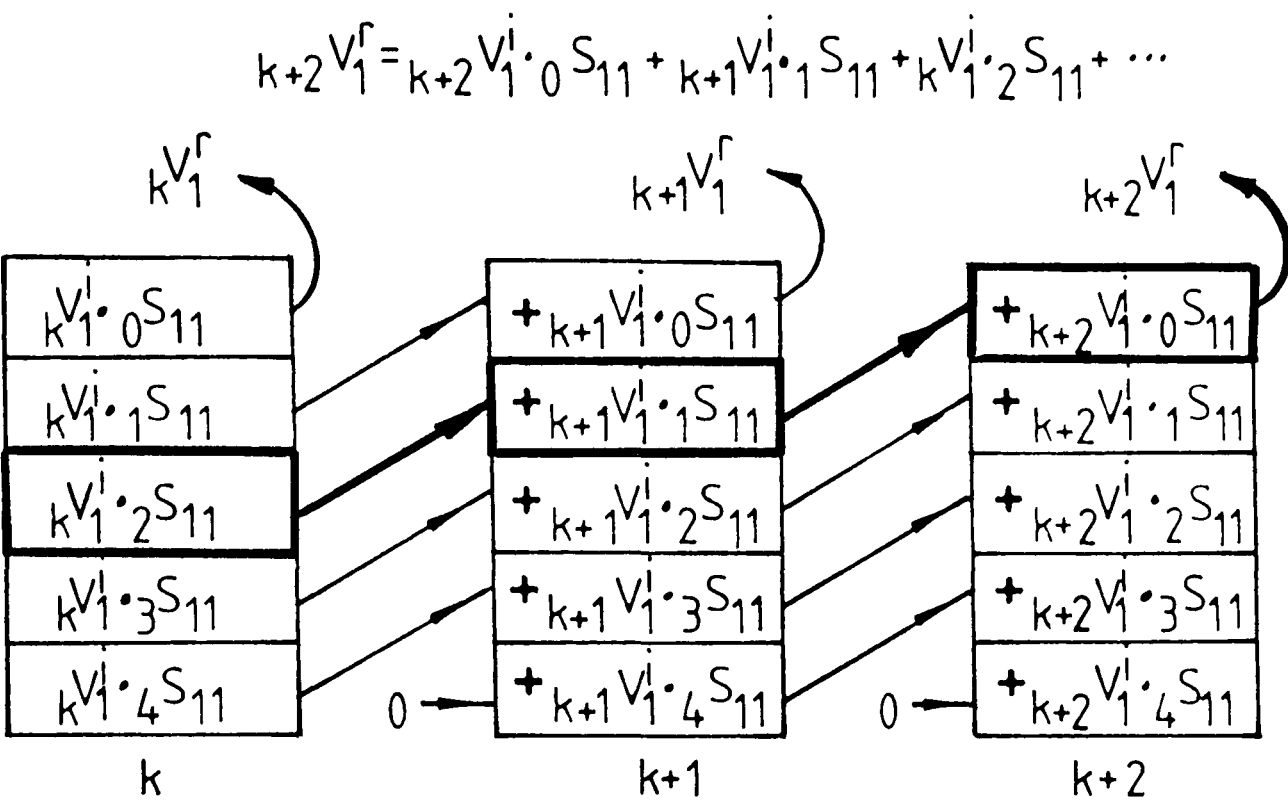 k+2V₁ʳ = k+2V₁ⁱ·₀S₁₁ + k+1V₁ⁱ·₁S₁₁ + kV₁ⁱ·₂S₁₁ + ···
kV₁ʳ k+1V₁ʳ k+2V₁ʳ
kV₁ⁱ·₀S₁₁ + k+1V₁ⁱ·₀S₁₁ + k+2V₁ⁱ·₀S₁₁
kV₁ⁱ·₁S₁₁ + k+1V₁ⁱ·₁S₁₁ + k+2V₁ⁱ·₁S₁₁
kV₁ⁱ·₂S₁₁ + k+1V₁ⁱ·₂S₁₁ + k+2V₁ⁱ·₂S₁₁
kV₁ⁱ·₃S₁₁ + k+1V₁ⁱ·₃S₁₁ + k+2V₁ⁱ·₃S₁₁
kV₁ⁱ·₄S₁₁ 0 + k+1V₁ⁱ·₄S₁₁ 0 + k+2V₁ⁱ·₄S₁₁
k k+1 k+2